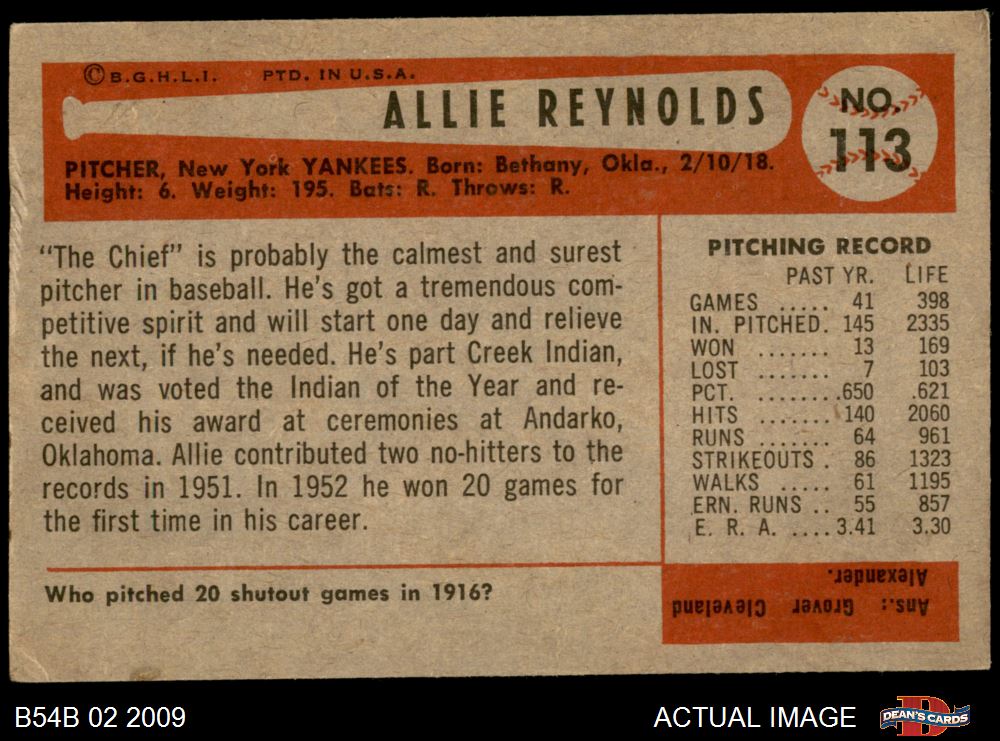 ©B.G.H.L.I. PTD. IN U.S.A.
ALLIE REYNOLDS
NO. 113
PITCHER, New York YANKEES. Born: Bethany, Okla., 2/10/18.
Height: 6. Weight: 195. Bats: R. Throws: R.
“The Chief” is probably the calmest and surest
pitcher in baseball. He’s got a tremendous com-
petitive spirit and will start one day and relieve
the next, if he’s needed. He’s part Creek Indian,
and was voted the Indian of the Year and re-
ceived his award at ceremonies at Andarko,
Oklahoma. Allie contributed two no-hitters to the
records in 1951. In 1952 he won 20 games for
the first time in his career.
Who pitched 20 shutout games in 1916?
PITCHING RECORD
PAST YR. LIFE
GAMES ..... 41 398
IN. PITCHED. 145 2335
WON ....... 13 169
LOST ....... 7 103
PCT. ........650 .621
HITS ....... 140 2060
RUNS ....... 64 961
STRIKEOUTS . 86 1323
WALKS ..... 61 1195
ERN. RUNS .. 55 857
E. R. A. ....3.41 3.30
Ans.: Grover Cleveland
Alexander.
B54B 02 2009
ACTUAL IMAGE
DEAN'S CARDS